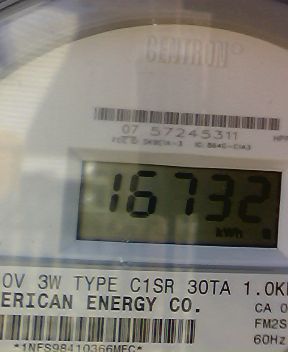 CENTRON®
07 57245311
16732
kWh
0V 3W TYPE C1SR 30TA 1.0K
ERICAN ENERGY CO.
CA 0
FM2S
60Hz
*1NFS98410366MFC*